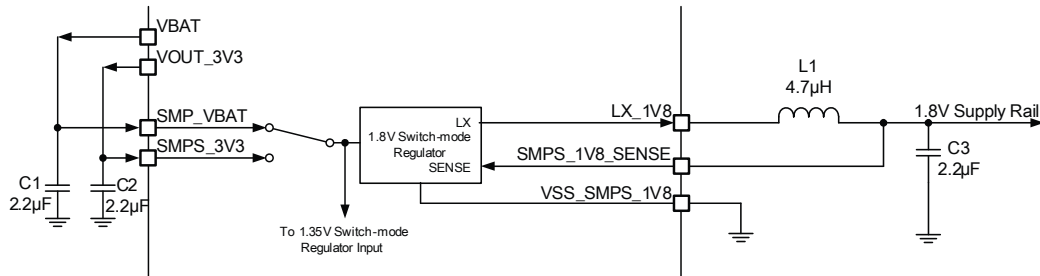 VBAT
VOUT_3V3
SMP_VBAT
SMPS_3V3
C1
2.2µF
C2
2.2µF
LX
1.8V Switch-mode
Regulator
SENSE
To 1.35V Switch-mode
Regulator Input
LX_1V8
SMPS_1V8_SENSE
VSS_SMPS_1V8
L1
4.7µH
1.8V Supply Rail
C3
2.2µF